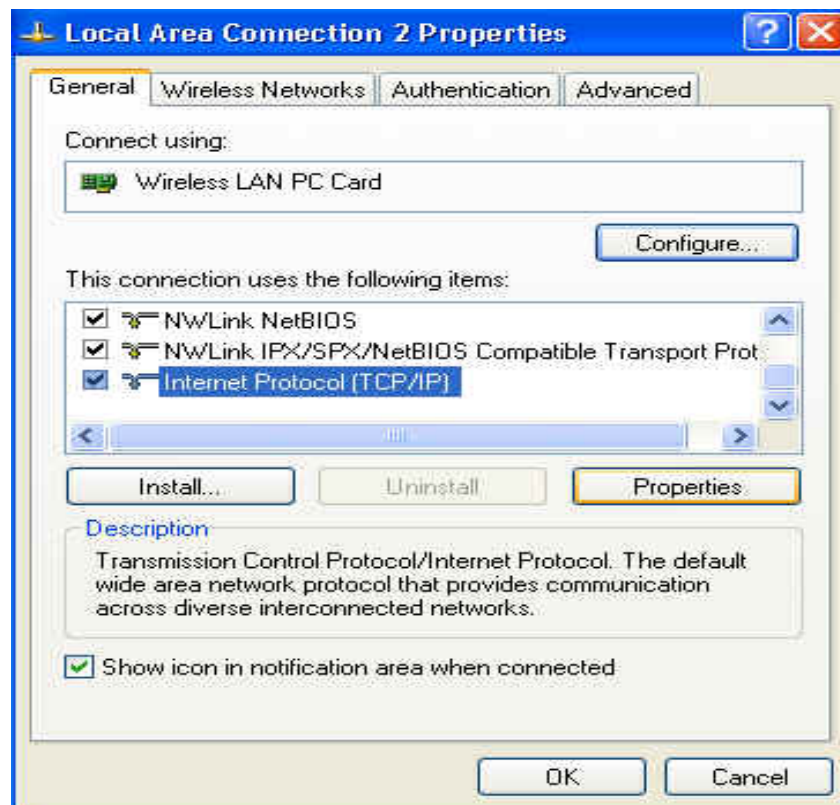 Local Area Connection 2 Properties
General Wireless Networks Authentication Advanced
Connect using:
Wireless LAN PC Card
Configure...
This connection uses the following items:
NWLink NetBIOS
NWLink IPX/SPX/NetBIOS Compatible Transport Prot
Internet Protocol (TCP/IP)
Install... Uninstall Properties
Description
Transmission Control Protocol/Internet Protocol. The default
wide area network protocol that provides communication
across diverse interconnected networks.
Show icon in notification area when connected
OK Cancel